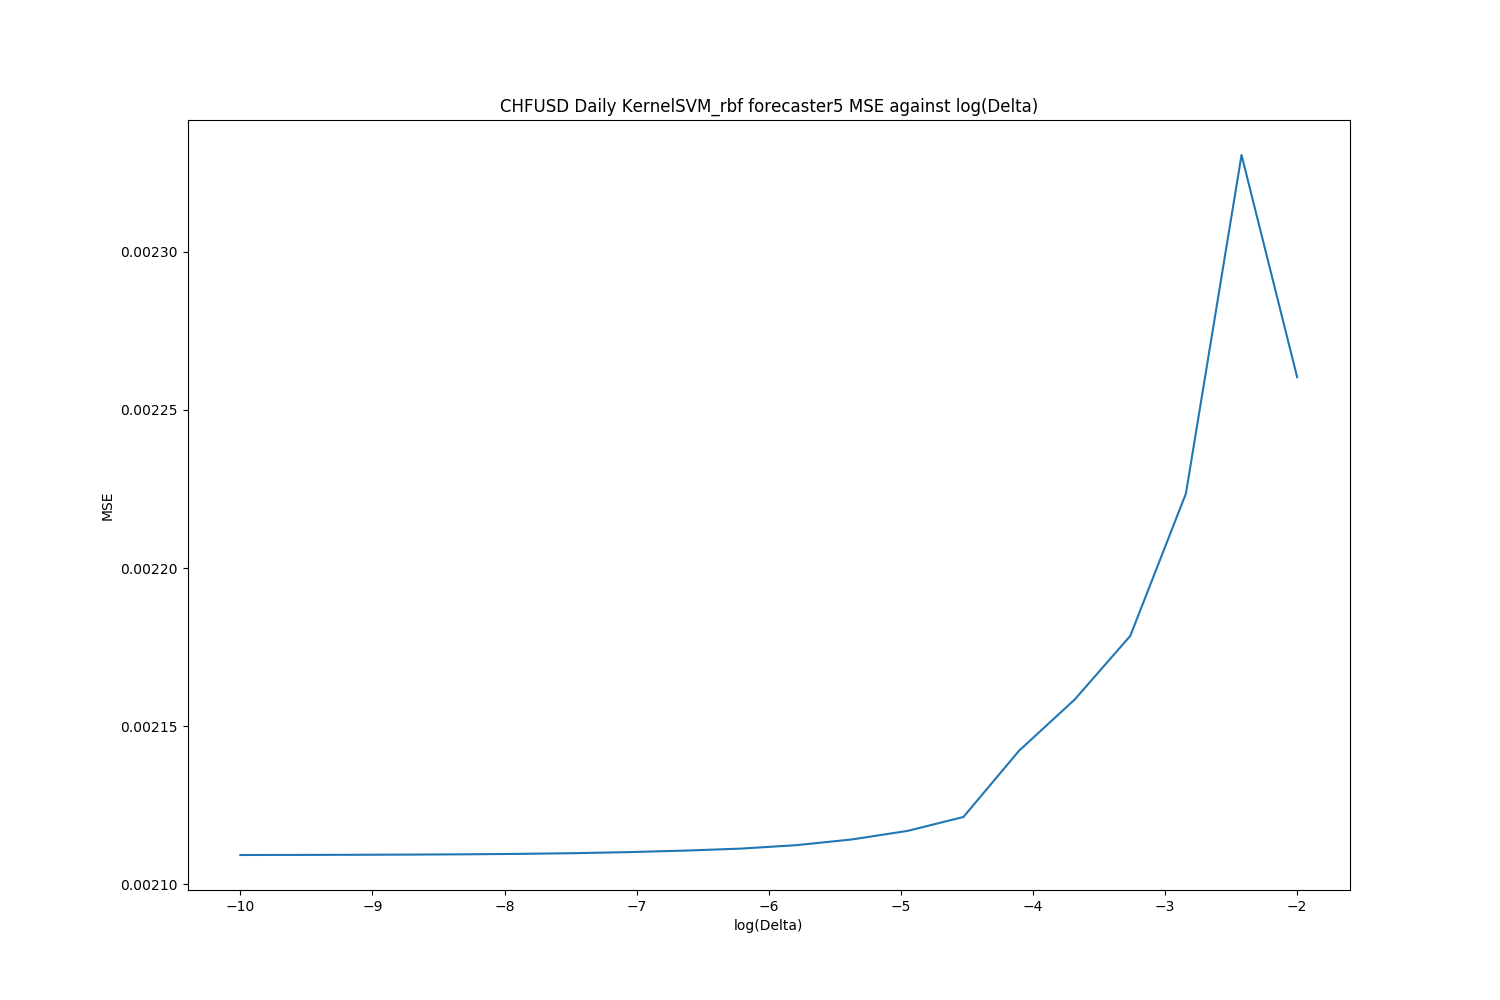 CHFUSD Daily KernelSVM_rbf forecaster5 MSE against log(Delta)
0.00230
0.00225
0.00220
0.00215
0.00210
MSE
−10 −9 −8 −7 −6 −5 −4 −3 −2
log(Delta)